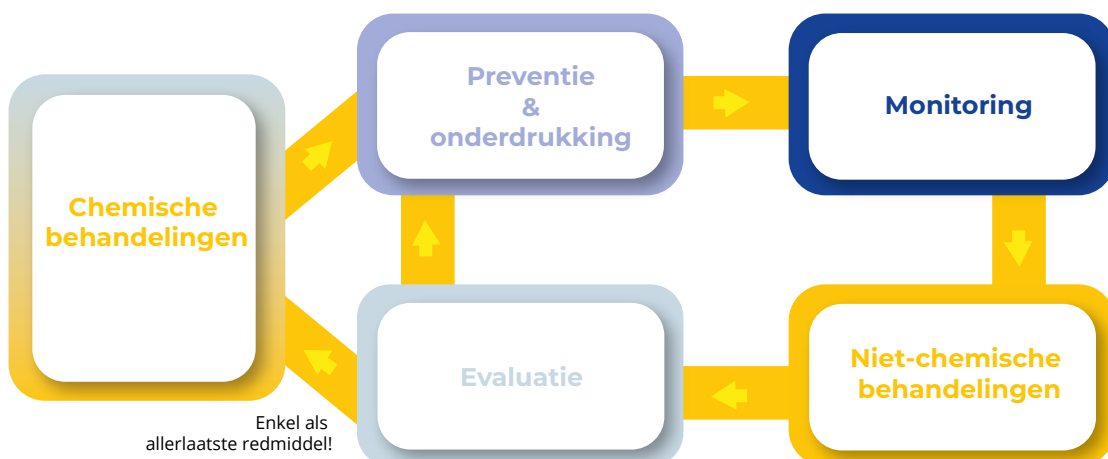 Preventie
&
onderdrukking
Monitoring
Chemische
behandelingen
Evaluatie
Niet-chemische
behandelingen
Enkel als
allerlaatste redmiddel!